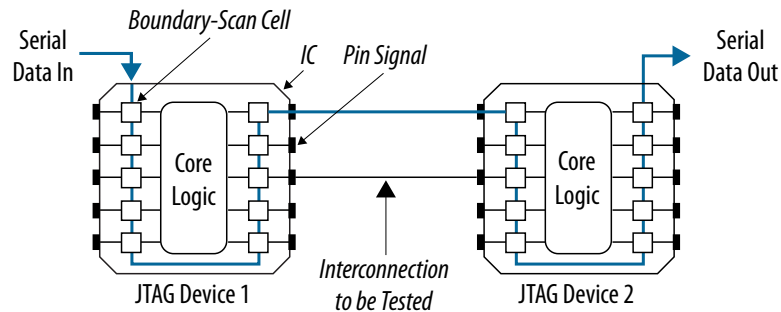 Boundary-Scan Cell
Serial
Data In
IC
Pin Signal
Serial
Data Out
Core
Logic
Core
Logic
Interconnection
to be Tested
JTAG Device 1
JTAG Device 2